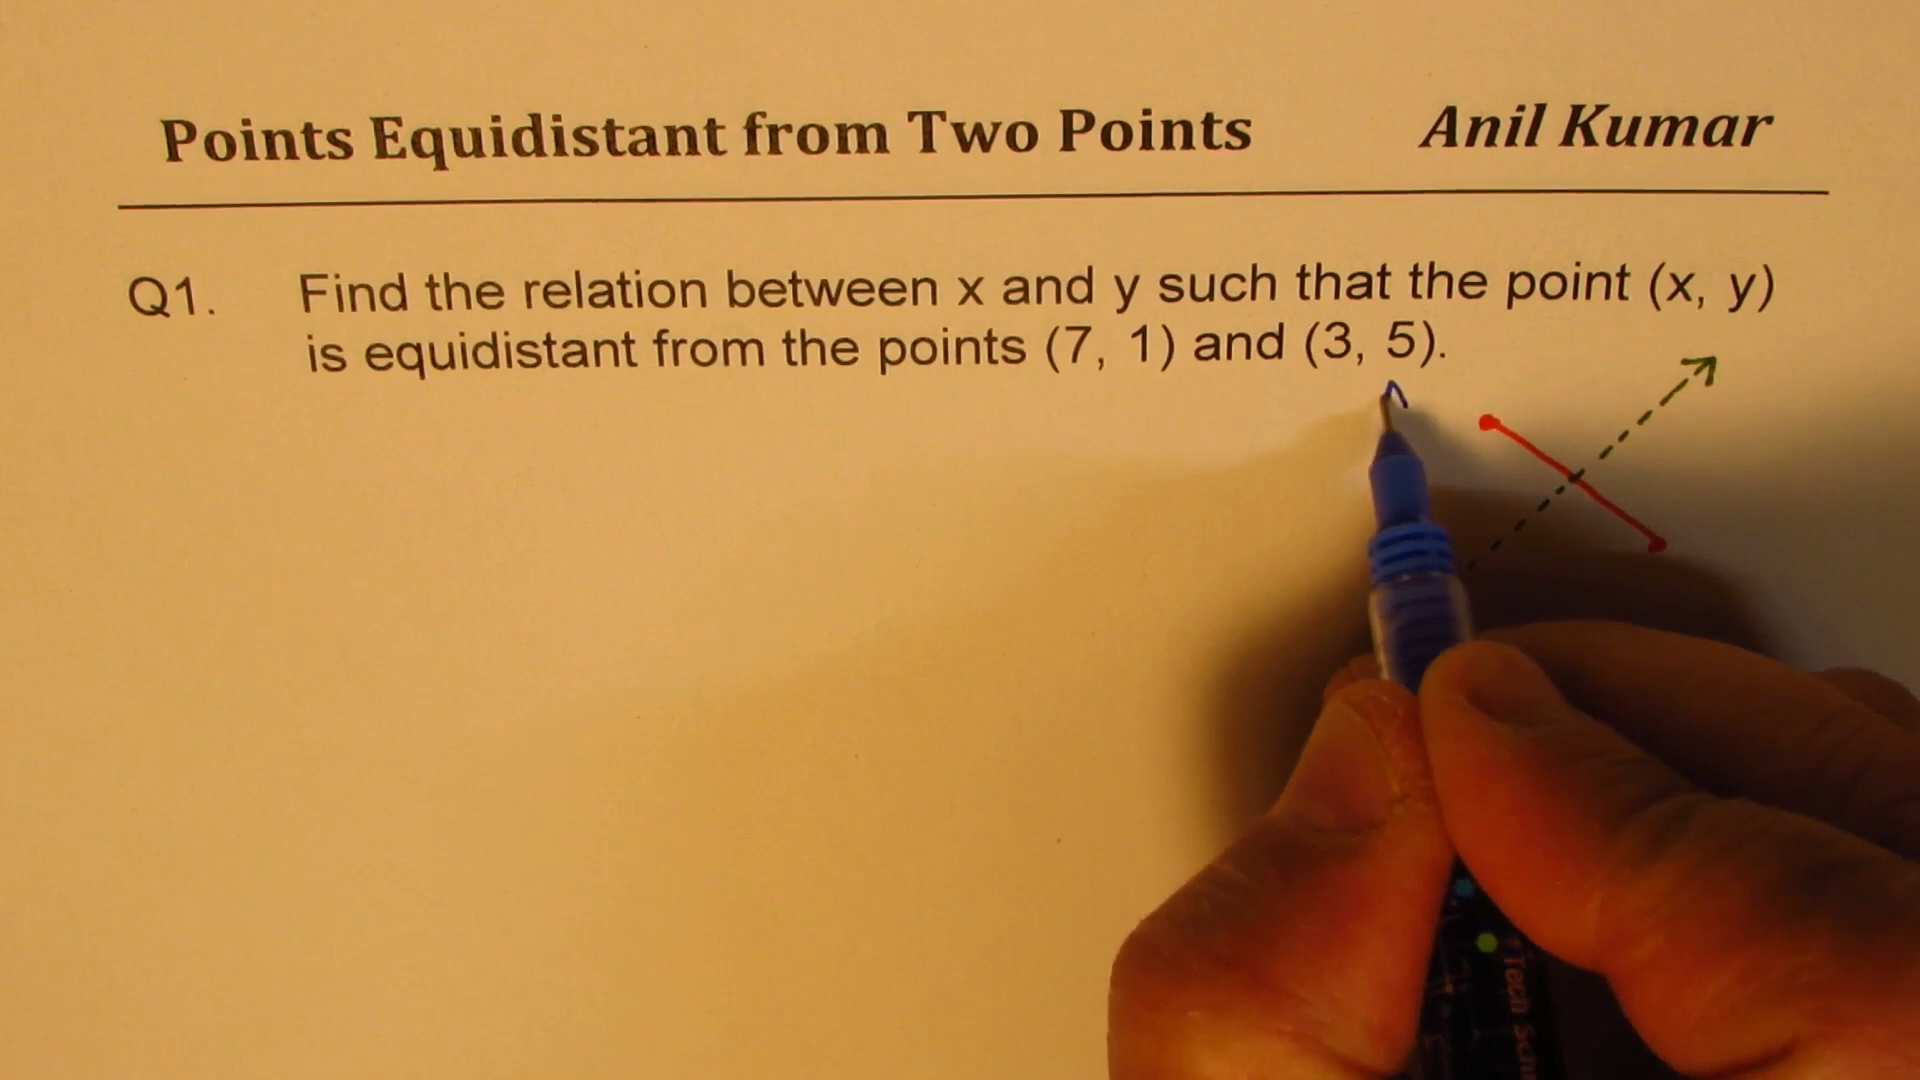 Points Equidistant from Two Points Anil Kumar
Q1. Find the relation between x and y such that the point (x, y)
is equidistant from the points (7, 1) and (3, 5).